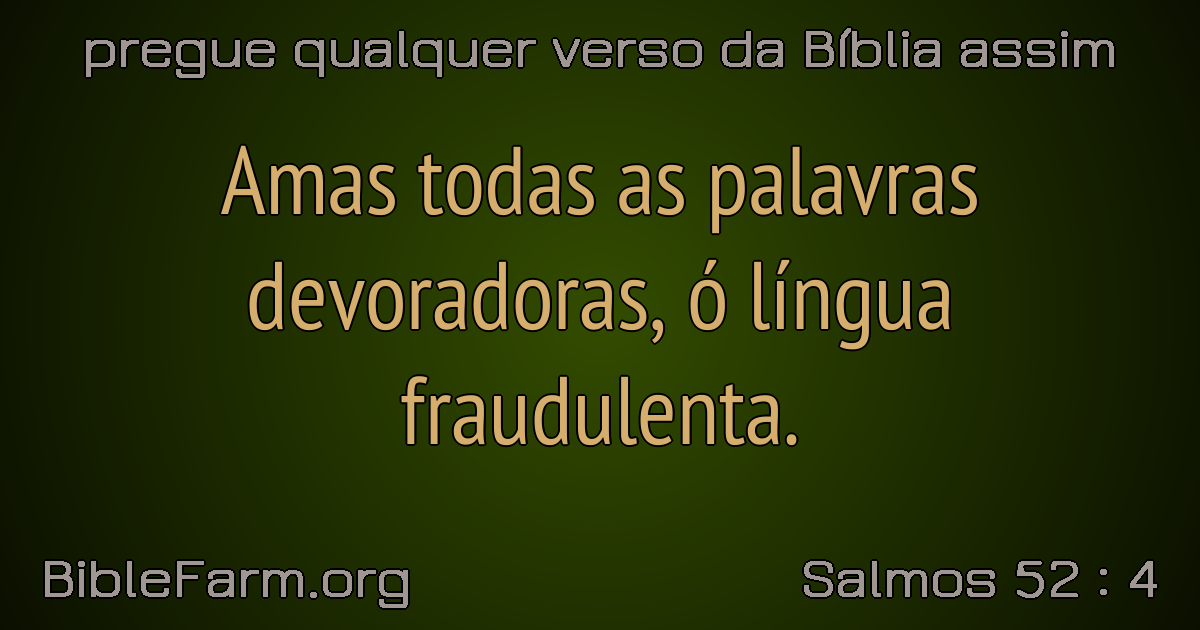 pregue qualquer verso da Bíblia assim
Amas todas as palavras
devoradoras, ó língua
fraudulenta.
BibleFarm.org
Salmos 52 : 4